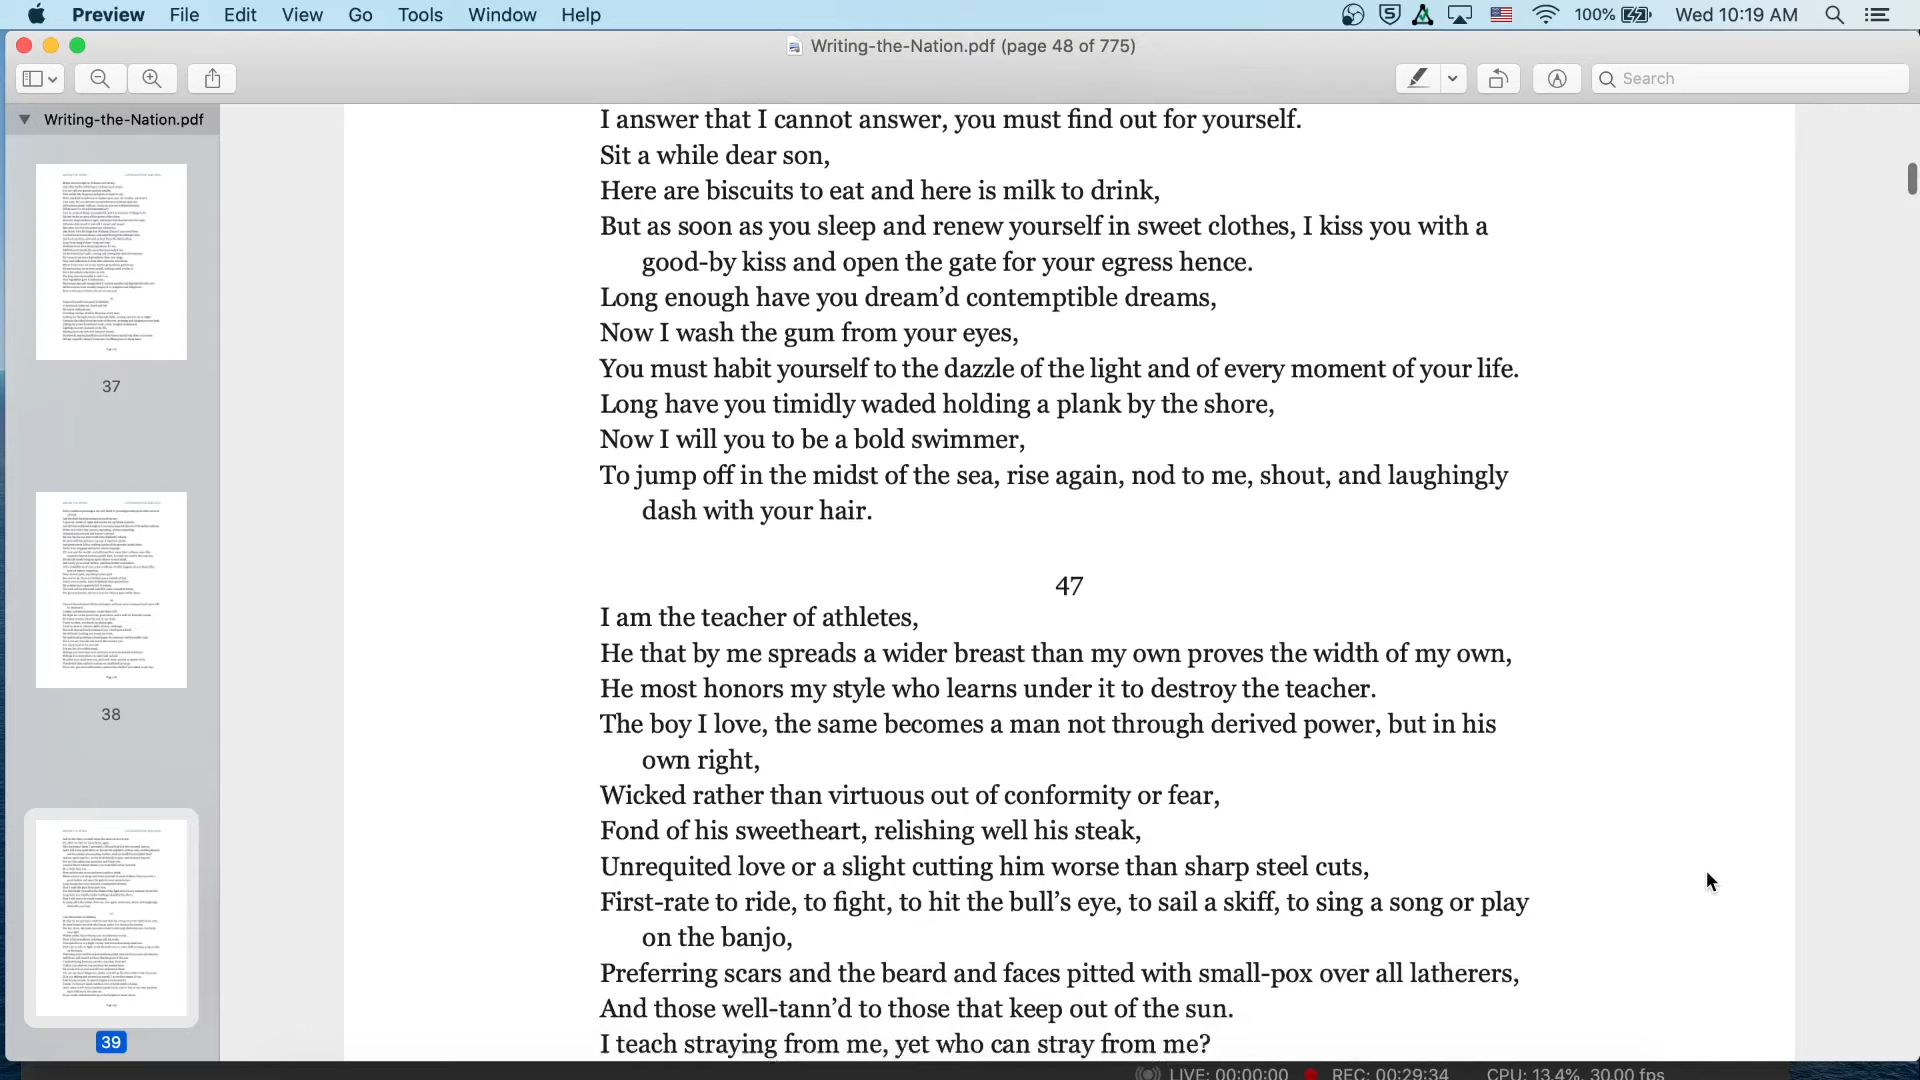 Preview File Edit View Go Tools Window Help 100% Wed 10:19 AM
Writing-the-Nation.pdf (page 48 of 775)
Search
Writing-the-Nation.pdf
37
38
39
I answer that I cannot answer, you must find out for yourself.
Sit a while dear son,
Here are biscuits to eat and here is milk to drink,
But as soon as you sleep and renew yourself in sweet clothes, I kiss you with a
good-by kiss and open the gate for your egress hence.
Long enough have you dream’d contemptible dreams,
Now I wash the gum from your eyes,
You must habit yourself to the dazzle of the light and of every moment of your life.
Long have you timidly waded holding a plank by the shore,
Now I will you to be a bold swimmer,
To jump off in the midst of the sea, rise again, nod to me, shout, and laughingly
dash with your hair.
47
I am the teacher of athletes,
He that by me spreads a wider breast than my own proves the width of my own,
He most honors my style who learns under it to destroy the teacher.
The boy I love, the same becomes a man not through derived power, but in his
own right,
Wicked rather than virtuous out of conformity or fear,
Fond of his sweetheart, relishing well his steak,
Unrequited love or a slight cutting him worse than sharp steel cuts,
First-rate to ride, to fight, to hit the bull’s eye, to sail a skiff, to sing a song or play
on the banjo,
Preferring scars and the beard and faces pitted with small-pox over all latherers,
And those well-tann’d to those that keep out of the sun.
I teach straying from me, yet who can stray from me?
LIVE: 00:00:00 REC: 00:29:34 CPU: 13.4%, 30.00 fps